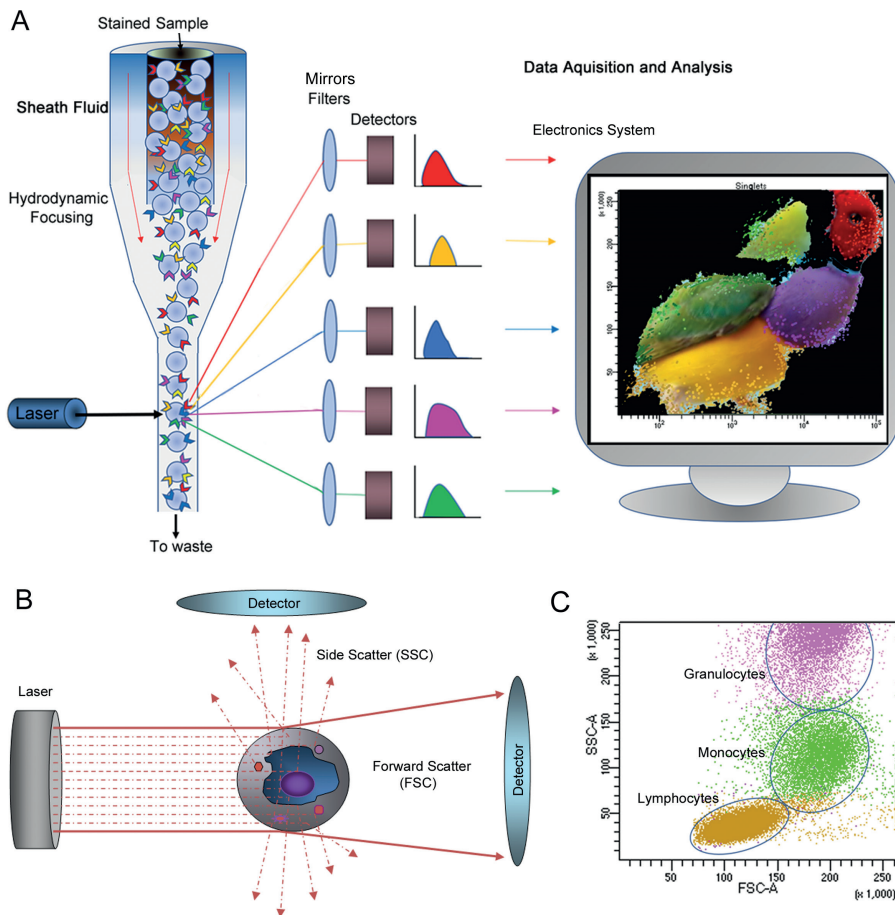 A
Stained Sample
Sheath Fluid
Hydrodynamic
Focusing
Laser
To waste
Mirrors
Filters
Detectors
Data Aquisition and Analysis
Electronics System
Singlets
(x 1,000)
250
200
150
100
50
10²
10³
10⁴
10⁵
B
Detector
Side Scatter (SSC)
Laser
Forward Scatter
(FSC)
Detector
C
SSC-A
(x 1,000)
250
200
150
100
50
Granulocytes
Monocytes
Lymphocytes
50 100 150 200 250
FSC-A
(x 1,000)